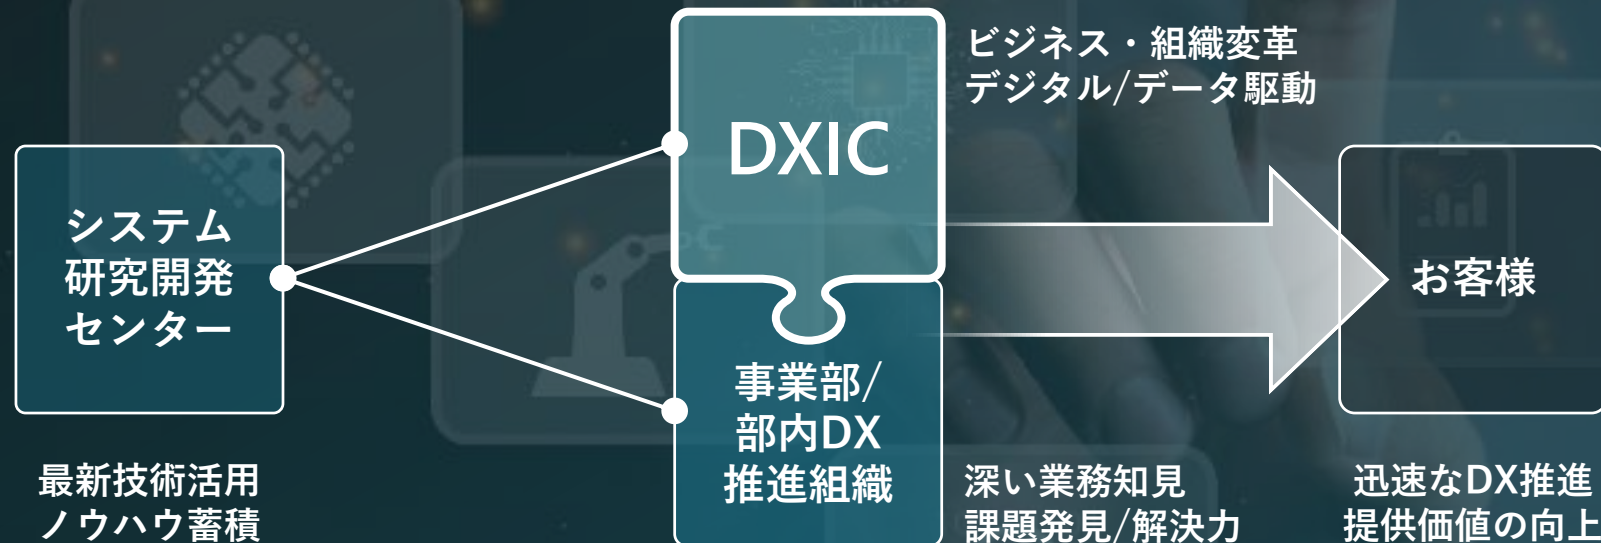 システム
研究開発
センター
最新技術活用
ノウハウ蓄積
DXIC
事業部/
部内DX
推進組織
ビジネス・組織変革
デジタル/データ駆動
深い業務知見
課題発見/解決力
お客様
迅速なDX推進
提供価値の向上